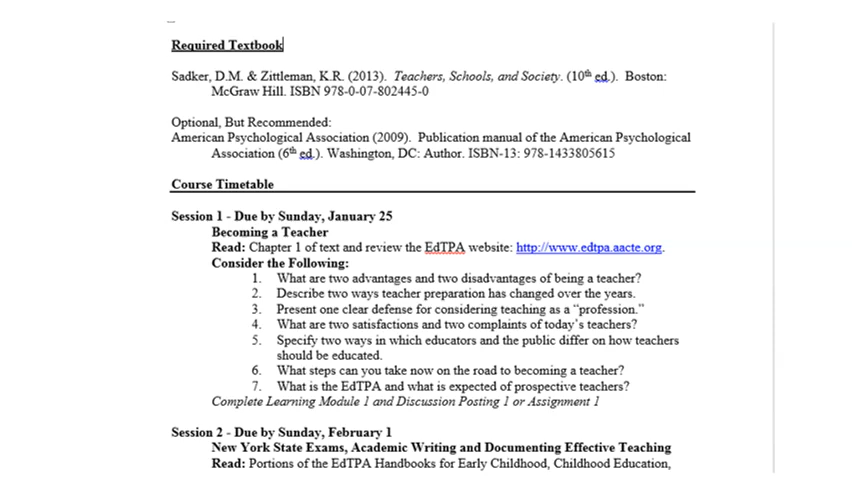 Required Textbook
Sadker, D.M. & Zittleman, K.R. (2013). Teachers, Schools, and Society. (10th ed.). Boston:
McGraw Hill. ISBN 978-0-07-802445-0
Optional, But Recommended:
American Psychological Association (2009). Publication manual of the American Psychological
Association (6th ed.). Washington, DC: Author. ISBN-13: 978-1433805615
Course Timetable
Session 1 - Due by Sunday, January 25
Becoming a Teacher
Read: Chapter 1 of text and review the EdTPA website: http://www.edtpa.aacte.org.
Consider the Following:
1. What are two advantages and two disadvantages of being a teacher?
2. Describe two ways teacher preparation has changed over the years.
3. Present one clear defense for considering teaching as a “profession.”
4. What are two satisfactions and two complaints of today’s teachers?
5. Specify two ways in which educators and the public differ on how teachers
should be educated.
6. What steps can you take now on the road to becoming a teacher?
7. What is the EdTPA and what is expected of prospective teachers?
Complete Learning Module 1 and Discussion Posting 1 or Assignment 1
Session 2 - Due by Sunday, February 1
New York State Exams, Academic Writing and Documenting Effective Teaching
Read: Portions of the EdTPA Handbooks for Early Childhood, Childhood Education,